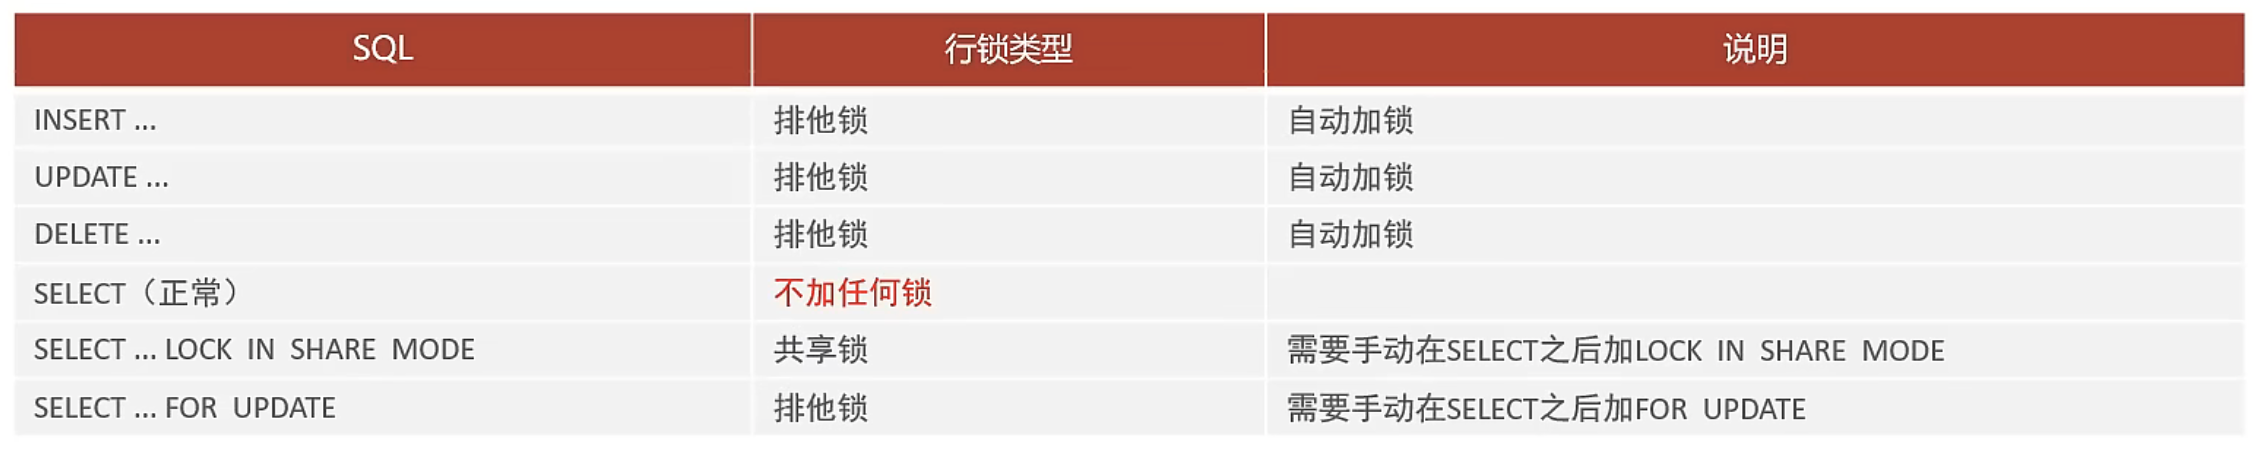 SQL 行锁类型 说明
INSERT ... 排他锁 自动加锁
UPDATE ... 排他锁 自动加锁
DELETE ... 排他锁 自动加锁
SELECT（正常） 不加任何锁
SELECT ... LOCK IN SHARE MODE 共享锁 需要手动在SELECT之后加LOCK IN SHARE MODE
SELECT ... FOR UPDATE 排他锁 需要手动在SELECT之后加FOR UPDATE